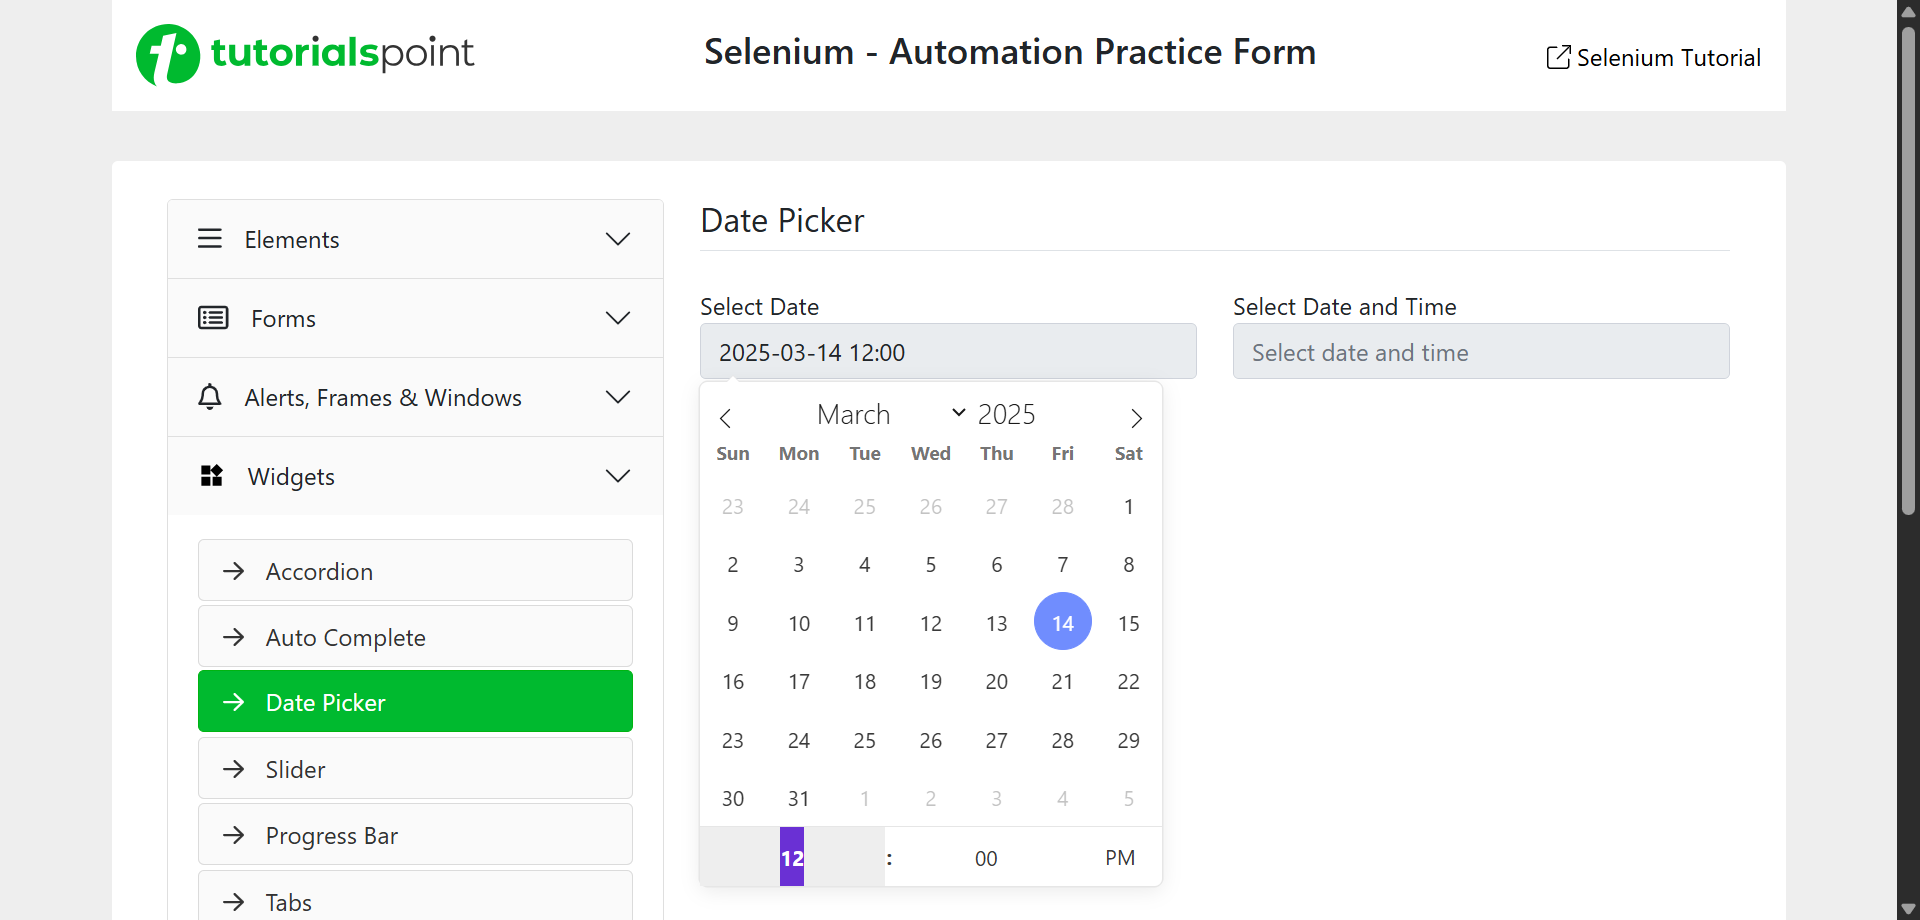 tutorialspoint
Selenium - Automation Practice Form
Selenium Tutorial
Elements
Forms
Alerts, Frames & Windows
Widgets
Accordion
Auto Complete
Date Picker
Slider
Progress Bar
Tabs
Date Picker
Select Date
2025-03-14 12:00
Select Date and Time
Select date and time
March 2025
Sun Mon Tue Wed Thu Fri Sat
23 24 25 26 27 28 1
2 3 4 5 6 7 8
9 10 11 12 13 14 15
16 17 18 19 20 21 22
23 24 25 26 27 28 29
30 31 1 2 3 4 5
12 : 00 PM